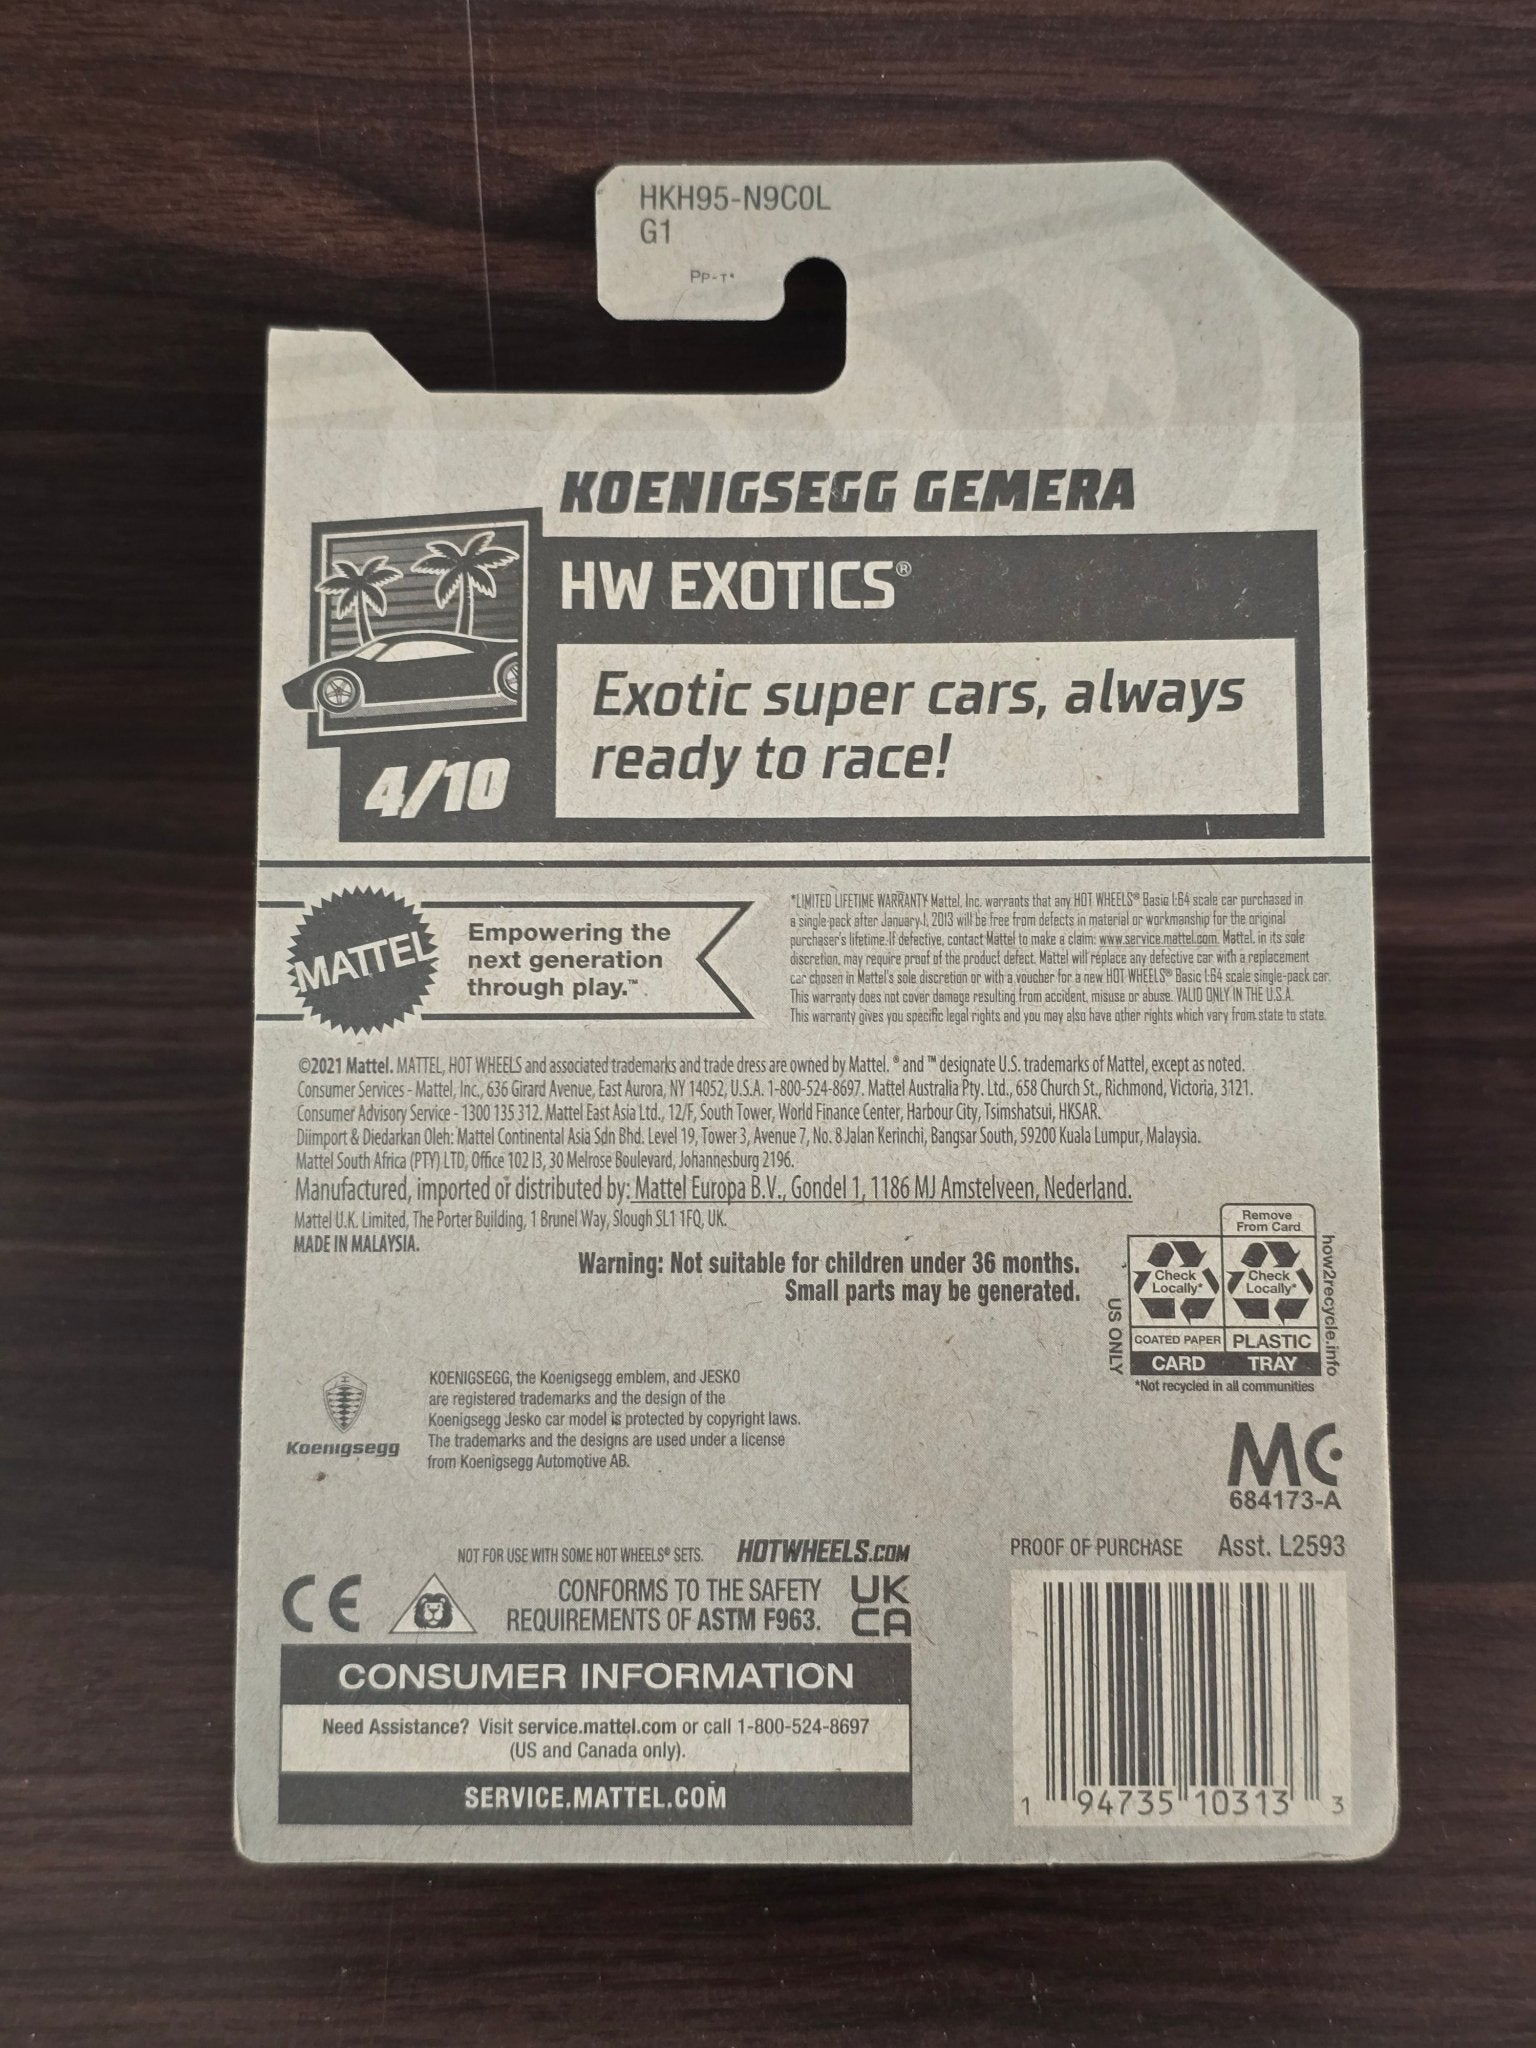 HKH95-N9C0L
G1
PP-T*
KOENIGSEGG GEMERA
HW EXOTICS®
Exotic super cars, always
ready to race!
4/10
MATTEL
Empowering the
next generation
through play.™
*LIMITED LIFETIME WARRANTY Mattel, Inc. warrants that any HOT WHEELS® Basic 1:64 scale car purchased in
a single-pack after January 1, 2013 will be free from defects in material or workmanship for the original
purchaser's lifetime. If defective, contact Mattel to make a claim: www.service.mattel.com. Mattel, in its sole
discretion, may require proof of the product defect. Mattel will replace any defective car with a replacement
car chosen in Mattel's sole discretion or with a voucher for a new HOT WHEELS® Basic 1:64 scale single-pack car.
This warranty does not cover damage resulting from accident, misuse or abuse. VALID ONLY IN THE U.S.A.
This warranty gives you specific legal rights and you may also have other rights which vary from state to state.
©2021 Mattel. MATTEL, HOT WHEELS and associated trademarks and trade dress are owned by Mattel. ® and ™ designate U.S. trademarks of Mattel, except as noted.
Consumer Services - Mattel, Inc., 636 Girard Avenue, East Aurora, NY 14052, U.S.A. 1-800-524-8697. Mattel Australia Pty. Ltd., 658 Church St., Richmond, Victoria, 3121.
Consumer Advisory Service - 1300 135 312. Mattel East Asia Ltd., 12/F, South Tower, World Finance Center, Harbour City, Tsimshatsui, HKSAR.
Diimport & Diedarkan Oleh: Mattel Continental Asia Sdn Bhd. Level 19, Tower 3, Avenue 7, No. 8 Jalan Kerinchi, Bangsar South, 59200 Kuala Lumpur, Malaysia.
Mattel South Africa (PTY) LTD, Office 102 I3, 30 Melrose Boulevard, Johannesburg 2196.
Manufactured, imported or distributed by: Mattel Europa B.V., Gondel 1, 1186 MJ Amstelveen, Nederland.
Mattel U.K. Limited, The Porter Building, 1 Brunel Way, Slough SL1 1FQ, UK.
MADE IN MALAYSIA.
Warning: Not suitable for children under 36 months.
Small parts may be generated.
Remove
From Card
Check
Locally*
Check
Locally*
COATED PAPER
PLASTIC
CARD
TRAY
US ONLY
how2recycle.info
*Not recycled in all communities
Koenigsegg
KOENIGSEGG, the Koenigsegg emblem, and JESKO
are registered trademarks and the design of the
Koenigsegg Jesko car model is protected by copyright laws.
The trademarks and the designs are used under a license
from Koenigsegg Automotive AB.
MC
684173-A
NOT FOR USE WITH SOME HOT WHEELS® SETS.
HOTWHEELS.COM
PROOF OF PURCHASE
Asst. L2593
CE
CONFORMS TO THE SAFETY
REQUIREMENTS OF ASTM F963.
UK
CA
CONSUMER INFORMATION
Need Assistance? Visit service.mattel.com or call 1-800-524-8697
(US and Canada only).
SERVICE.MATTEL.COM
1 94735 10313 3